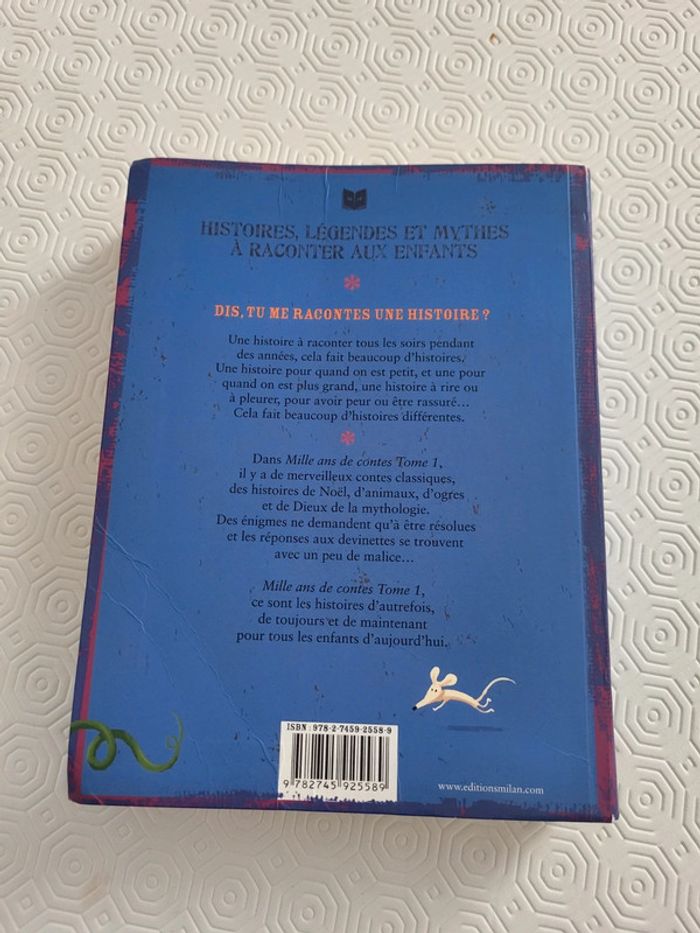 HISTOIRES, LÉGENDES ET MYTHES
À RACONTER AUX ENFANTS
DIS, TU ME RACONTES UNE HISTOIRE ?
Une histoire à raconter tous les soirs pendant
des années, cela fait beaucoup d'histoires.
Une histoire pour quand on est petit, et une pour
quand on est plus grand, une histoire à rire ou
à pleurer, pour avoir peur ou être rassuré...
Cela fait beaucoup d'histoires différentes.
Dans Mille ans de contes Tome 1,
il y a de merveilleux contes classiques,
des histoires de Noël, d'animaux, d'ogres
et de Dieux de la mythologie.
Des énigmes ne demandent qu'à être résolues
et les réponses aux devinettes se trouvent
avec un peu de malice...
Mille ans de contes Tome 1,
ce sont les histoires d'autrefois,
de toujours et de maintenant
pour tous les enfants d'aujourd'hui.
ISBN : 978-2-7459-2558-9
9 782745 925589
www.editionsmilan.com